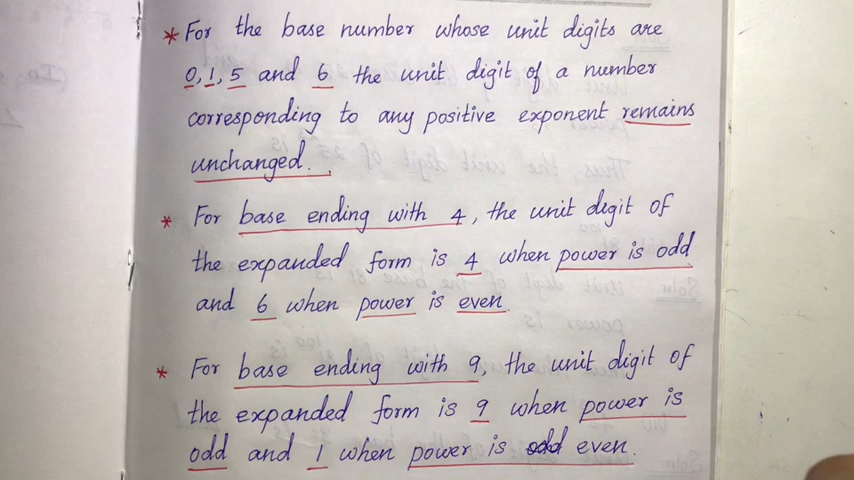 * For the base number whose unit digits are
0, 1, 5 and 6 the unit digit of a number
corresponding to any positive exponent remains
unchanged.
* For base ending with 4, the unit digit of
the expanded form is 4 when power is odd
and 6 when power is even.
* For base ending with 9, the unit digit of
the expanded form is 9 when power is
odd and 1 when power is odd even.